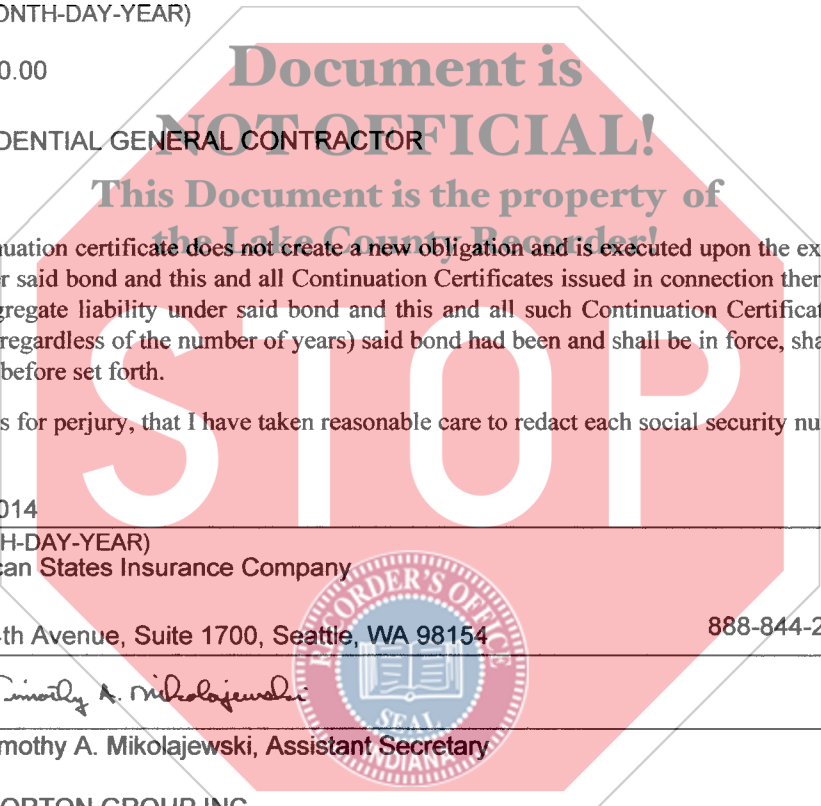 ONTH-DAY-YEAR)
Document is
0.00
NOT OFFICIAL!
DENTIAL GENERAL CONTRACTOR
This Document is the property of
the Lake County Recorder!
nuation certificate does not create a new obligation and is executed upon the ex
r said bond and this and all Continuation Certificates issued in connection ther
gregate liability under said bond and this and all such Continuation Certificat
regardless of the number of years) said bond had been and shall be in force, sha
before set forth.
s for perjury, that I have taken reasonable care to redact each social security nu
STOP
014
H-DAY-YEAR)
can States Insurance Company
th Avenue, Suite 1700, Seattle, WA 98154
888-844-2
RECORDER'S OFFICE
SEAL
INDIANA
Timothy A. Mikolajewski
mothy A. Mikolajewski, Assistant Secretary
ORTON GROUP INC